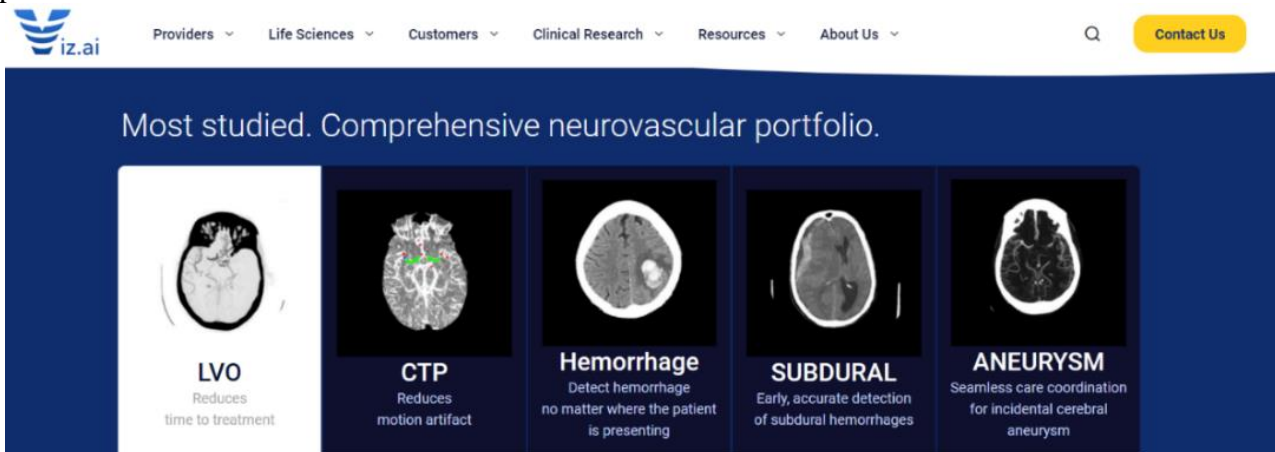 iz.ai
Providers
Life Sciences
Customers
Clinical Research
Resources
About Us
Contact Us
Most studied. Comprehensive neurovascular portfolio.
LVO
Reduces
time to treatment
CTP
Reduces
motion artifact
Hemorrhage
Detect hemorrhage
no matter where the patient
is presenting
SUBDURAL
Early, accurate detection
of subdural hemorrhages
ANEURYSM
Seamless care coordination
for incidental cerebral
aneurysm